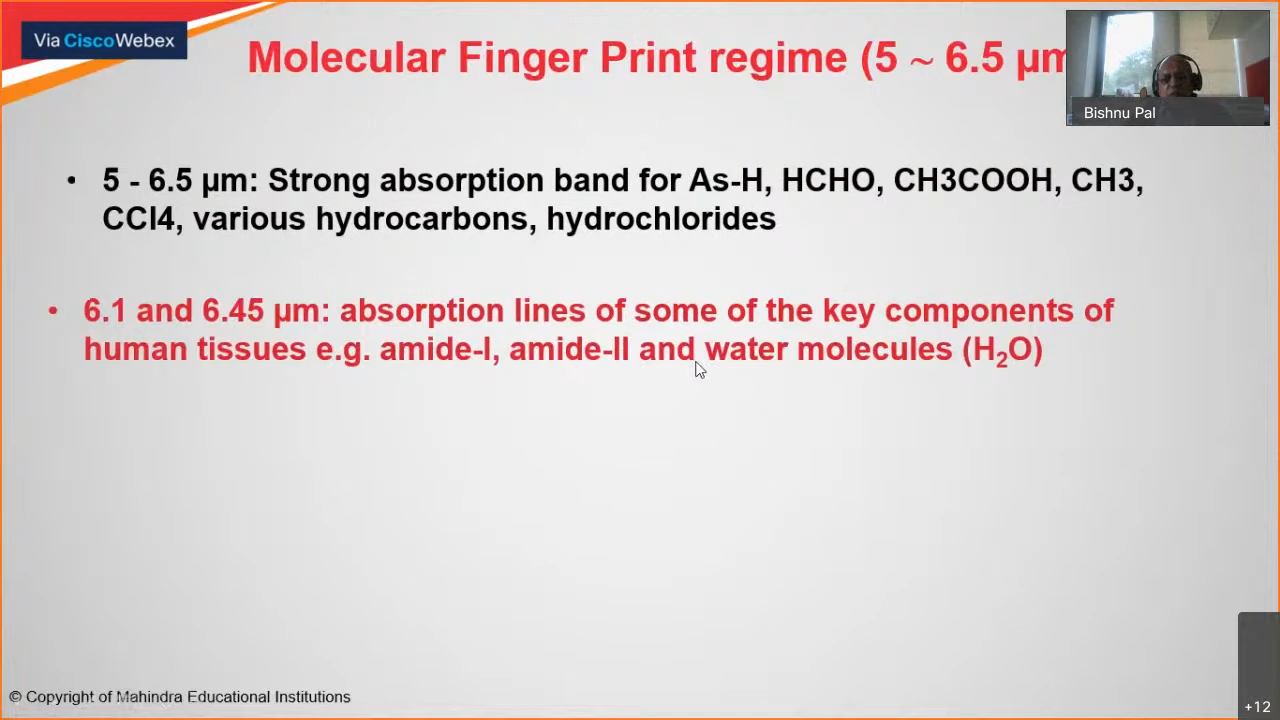 Via Cisco Webex
Molecular Finger Print regime (5 ~ 6.5 µm
Bishnu Pal
• 5 - 6.5 µm: Strong absorption band for As-H, HCHO, CH3COOH, CH3,
CCl4, various hydrocarbons, hydrochlorides
• 6.1 and 6.45 µm: absorption lines of some of the key components of
human tissues e.g. amide-I, amide-II and water molecules (H₂O)
© Copyright of Mahindra Educational Institutions
+12